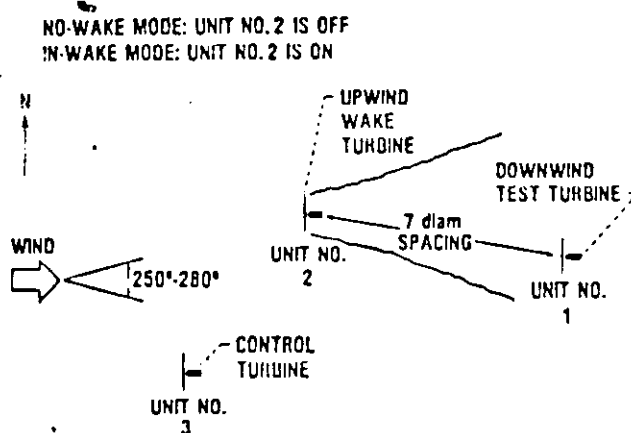 NO-WAKE MODE: UNIT NO. 2 IS OFF
IN-WAKE MODE: UNIT NO. 2 IS ON
N
UPWIND
WAKE
TURBINE
DOWNWIND
TEST TURBINE
WIND
7 diam
SPACING
250°-280°
UNIT NO.
2
UNIT NO.
1
CONTROL
TURBINE
UNIT NO.
3